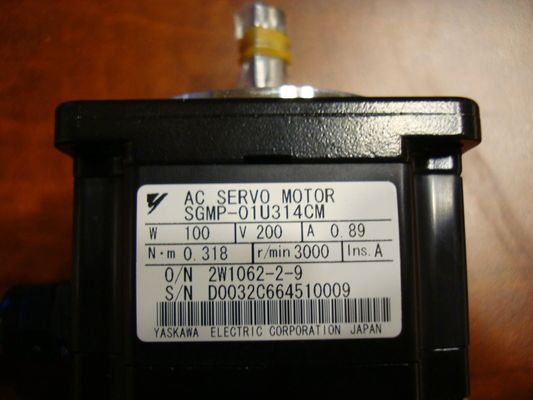 AC SERVO MOTOR
SGMP-01U314CM
W 100 V 200 A 0.89
N·m 0.318 r/min 3000 Ins. A
O/N 2W1062-2-9
S/N D0032C664510009
YASKAWA ELECTRIC CORPORATION JAPAN